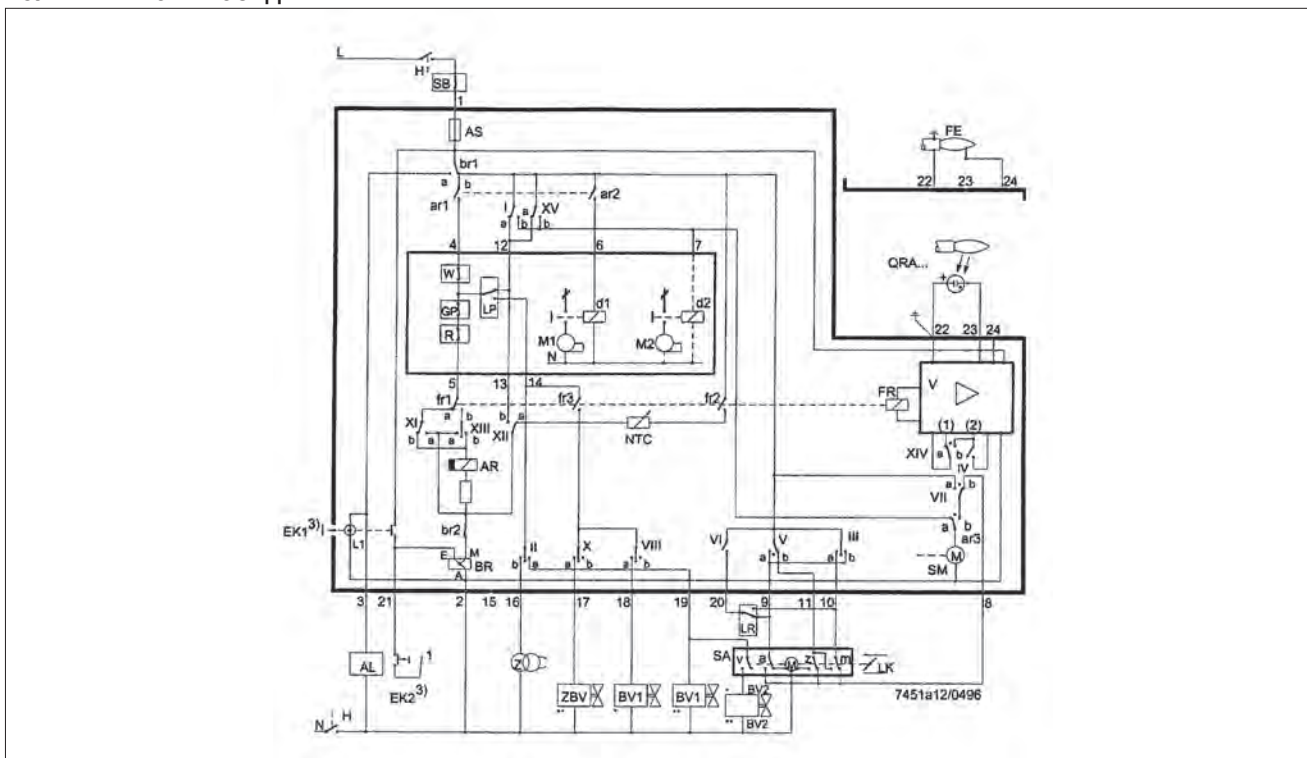 L
H
SB
1
AS
FE
22 23 24
br1
a b
ar1
ar2
I
a b
a XV
b b
4 12 6 7
W
LP
GP
R
d1
d2
M1
N
M2
QRA...
22 23 24
V
FR
5 13 14
fr1
fr3
fr2
XI
a b
XIII
b a a b
b a
XII
NTC
(1) (2)
XIV
a b
IV
AR
a b
VII
a b
ar3
EK1³⁾
L1
br2
E M
BR
A
II
b a
X
a b
VIII
a b
VI
V
a b
III
a b
M
SM
3 21 2 15 16 17 18 19 20 9 11 10 8
LR
AL
1
EK2³⁾
Z
SA
v a M z m
LK
ZBV
**
BV1
*
BV1
**
* BV2
** BV2
7451a12/0496
N H